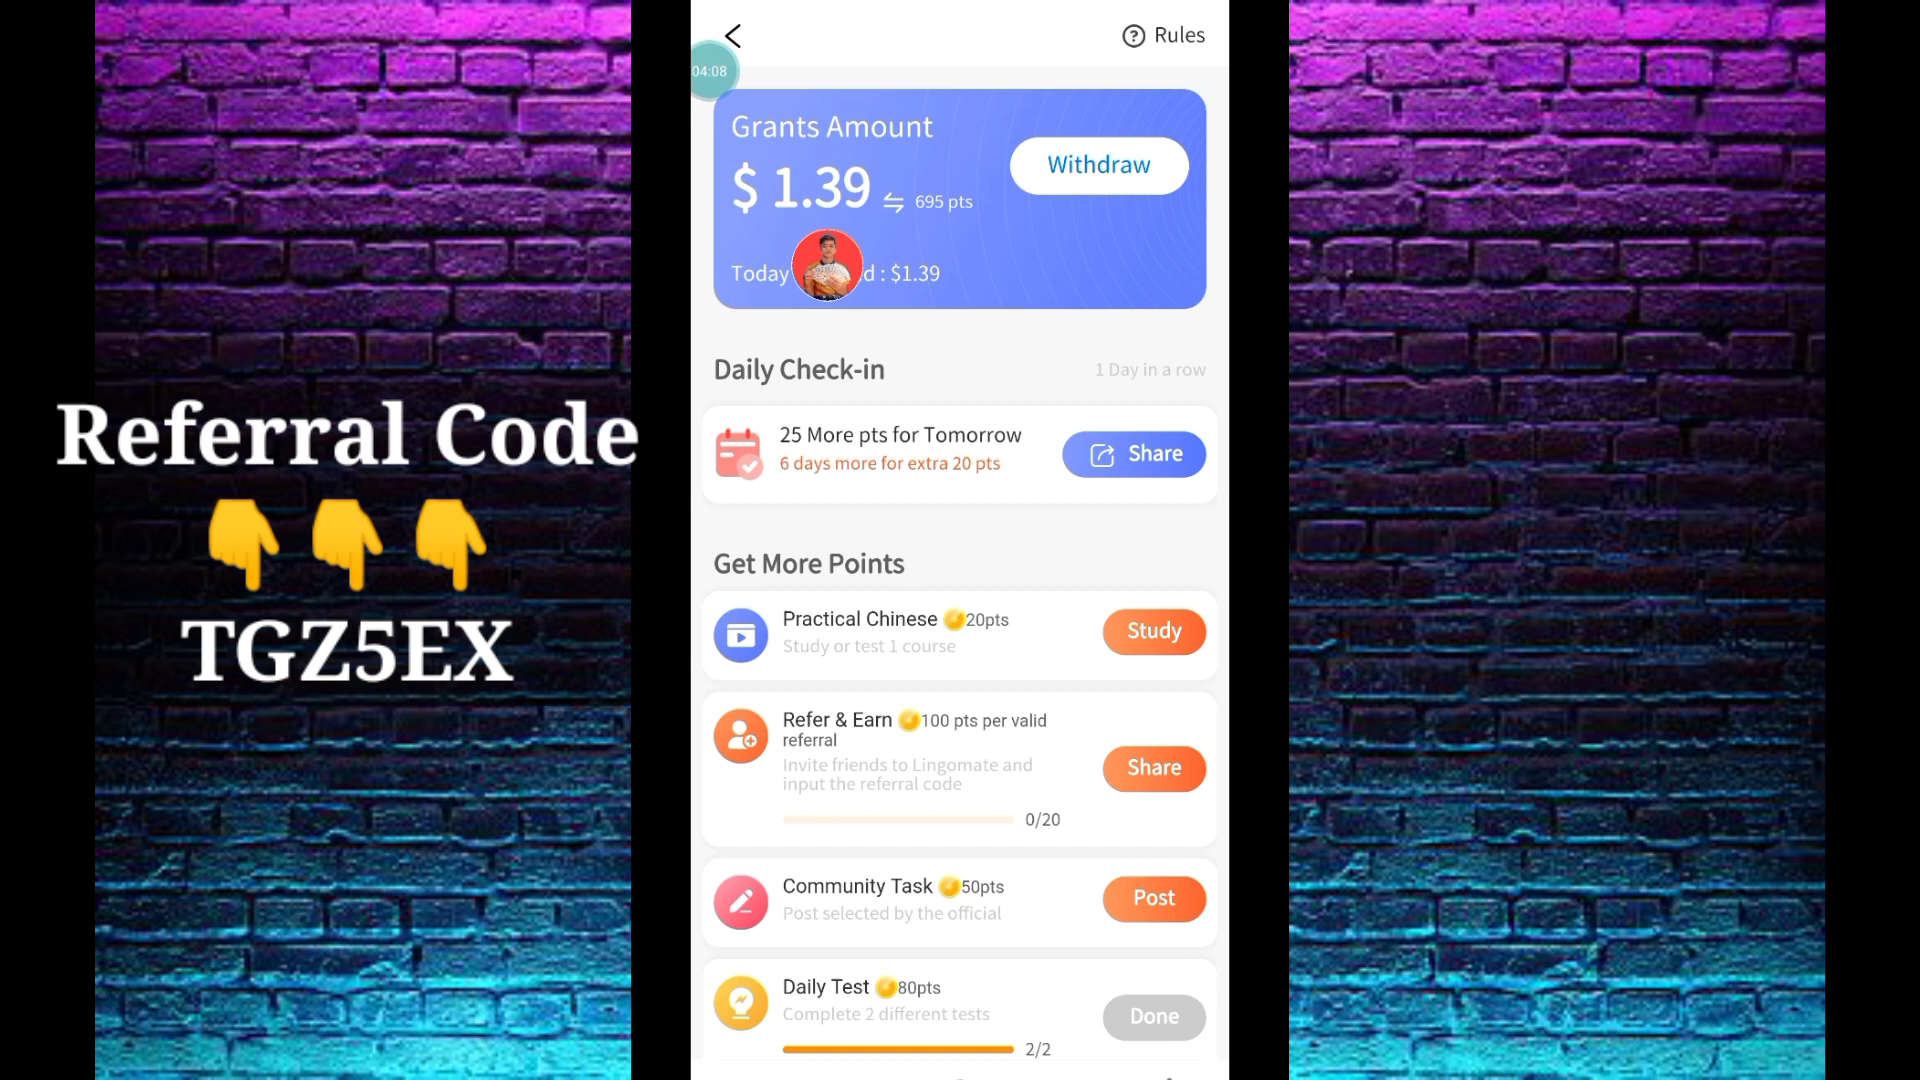 Referral Code
👇👇👇
TGZ5EX
Rules
04:08
Grants Amount
$ 1.39 ⇋ 695 pts
Withdraw
Today d : $1.39
Daily Check-in
1 Day in a row
25 More pts for Tomorrow
6 days more for extra 20 pts
Share
Get More Points
Practical Chinese 20pts
Study or test 1 course
Study
Refer & Earn 100 pts per valid
referral
Invite friends to Lingomate and
input the referral code
Share
0/20
Community Task 50pts
Post selected by the official
Post
Daily Test 80pts
Complete 2 different tests
Done
2/2